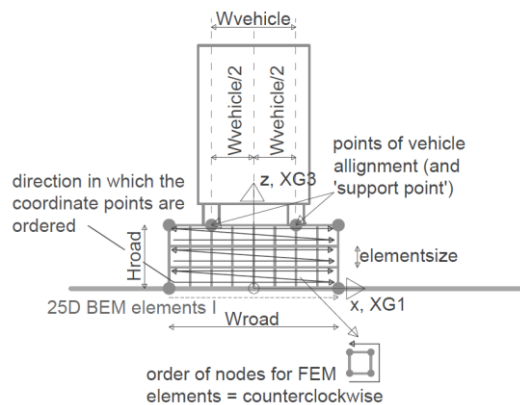 Wvehicle
Wvehicle/2
Wvehicle/2
points of vehicle
allignment (and
'support point')
z, XG3
direction in which the
coordinate points are
ordered
Hroad
elementsize
25D BEM elements l
x, XG1
Wroad
order of nodes for FEM
elements = counterclockwise